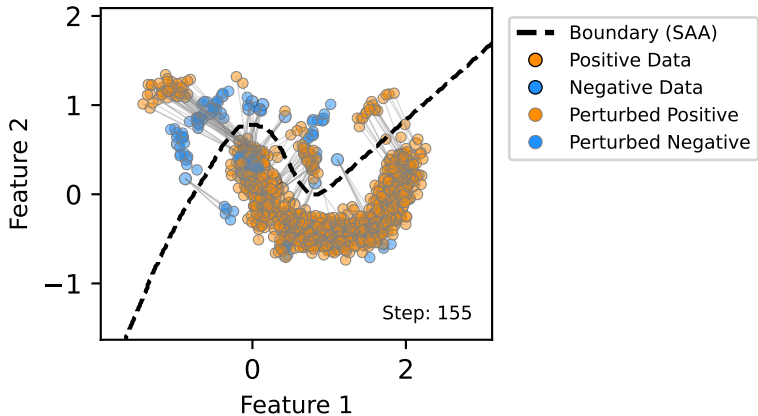 2
1
0
−1
Feature 2
0
2
Feature 1
Step: 155
Boundary (SAA)
Positive Data
Negative Data
Perturbed Positive
Perturbed Negative